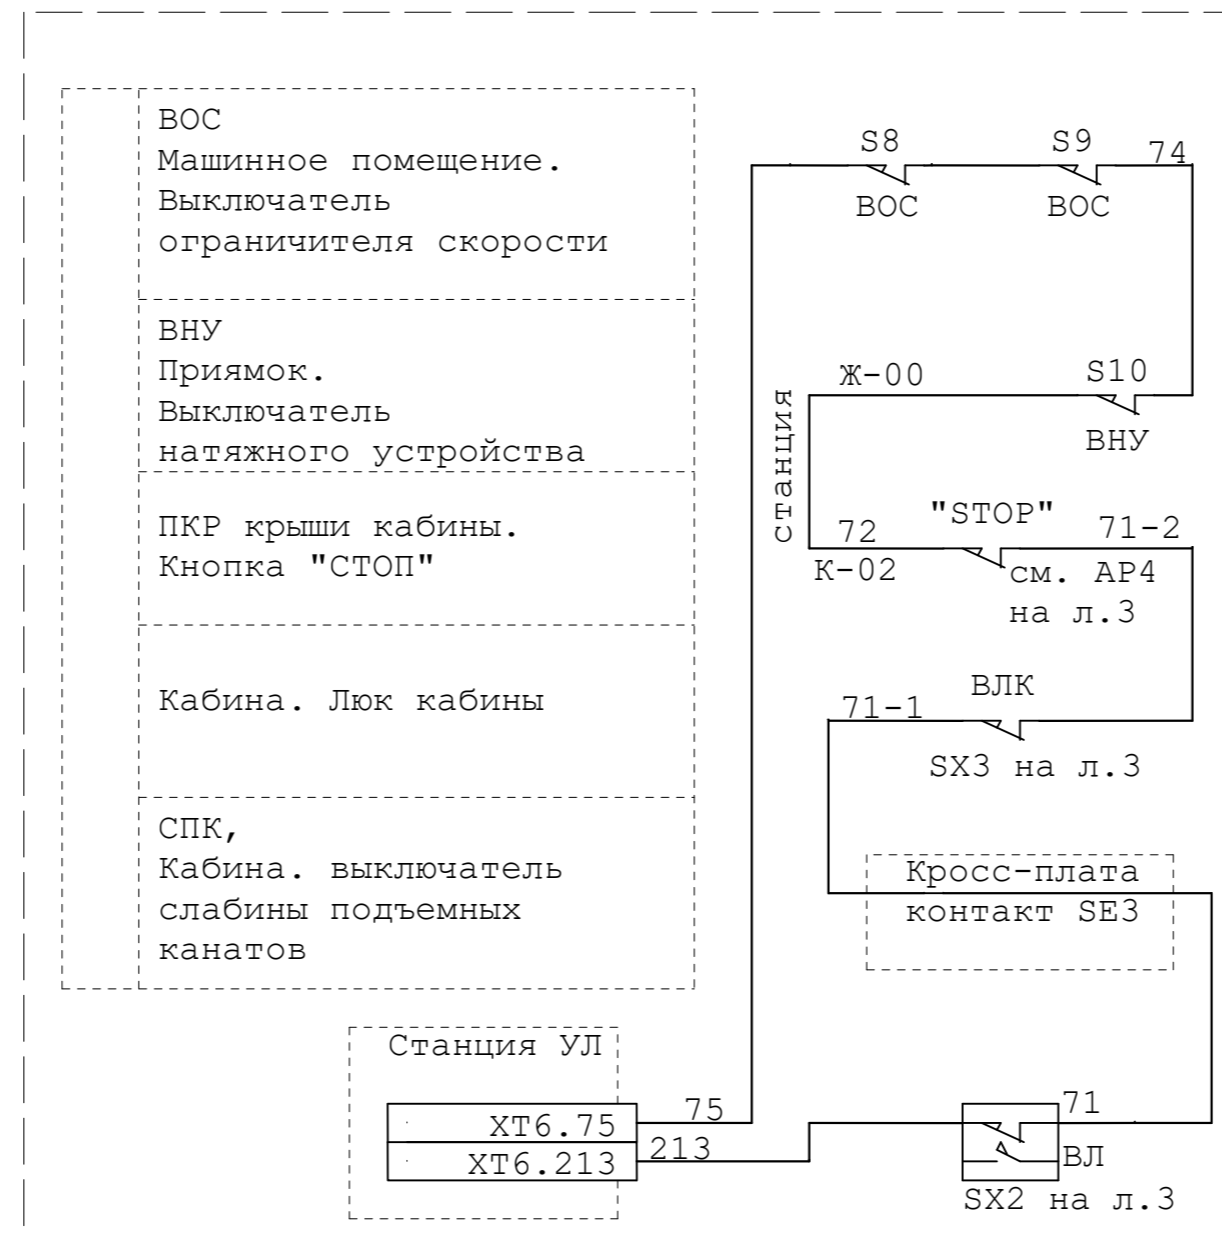 ВОС
Машинное помещение.
Выключатель
ограничителя скорости
ВНУ
Приямок.
Выключатель
натяжного устройства
ПКР крыши кабины.
Кнопка "СТОП"
Кабина. Люк кабины
СПК,
Кабина. выключатель
слабины подъемных
канатов
S8
S9
74
ВОС
ВОС
Ж-00
S10
ВНУ
станция
72
"STOP"
71-2
К-02
см. АР4
на л.3
ВЛК
71-1
SX3 на л.3
Кросс-плата
контакт SE3
Станция УЛ
ХТ6.75
75
ХТ6.213
213
71
ВЛ
SX2 на л.3